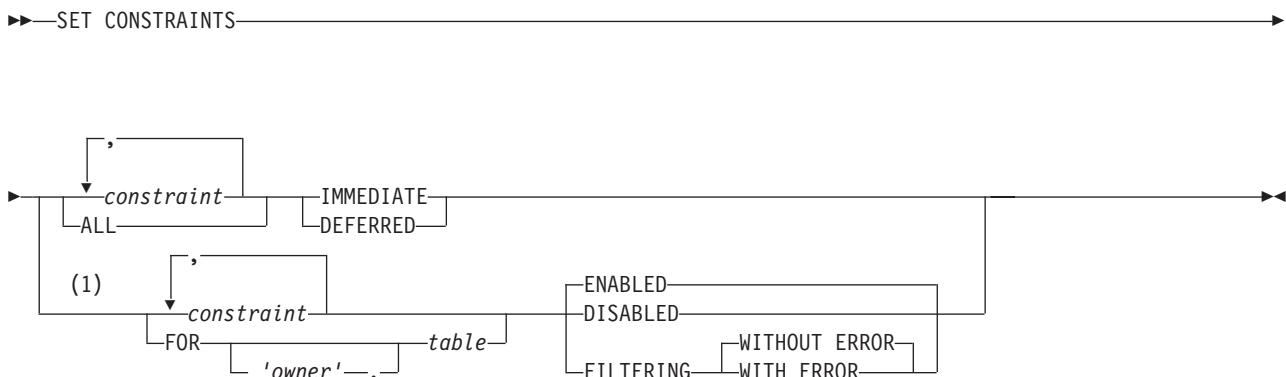 SET CONSTRAINTS
,
constraint IMMEDIATE
ALL DEFERRED
(1) ,
constraint ENABLED
DISABLED
FOR table WITHOUT ERROR
'owner' . FILTERING WITH ERROR